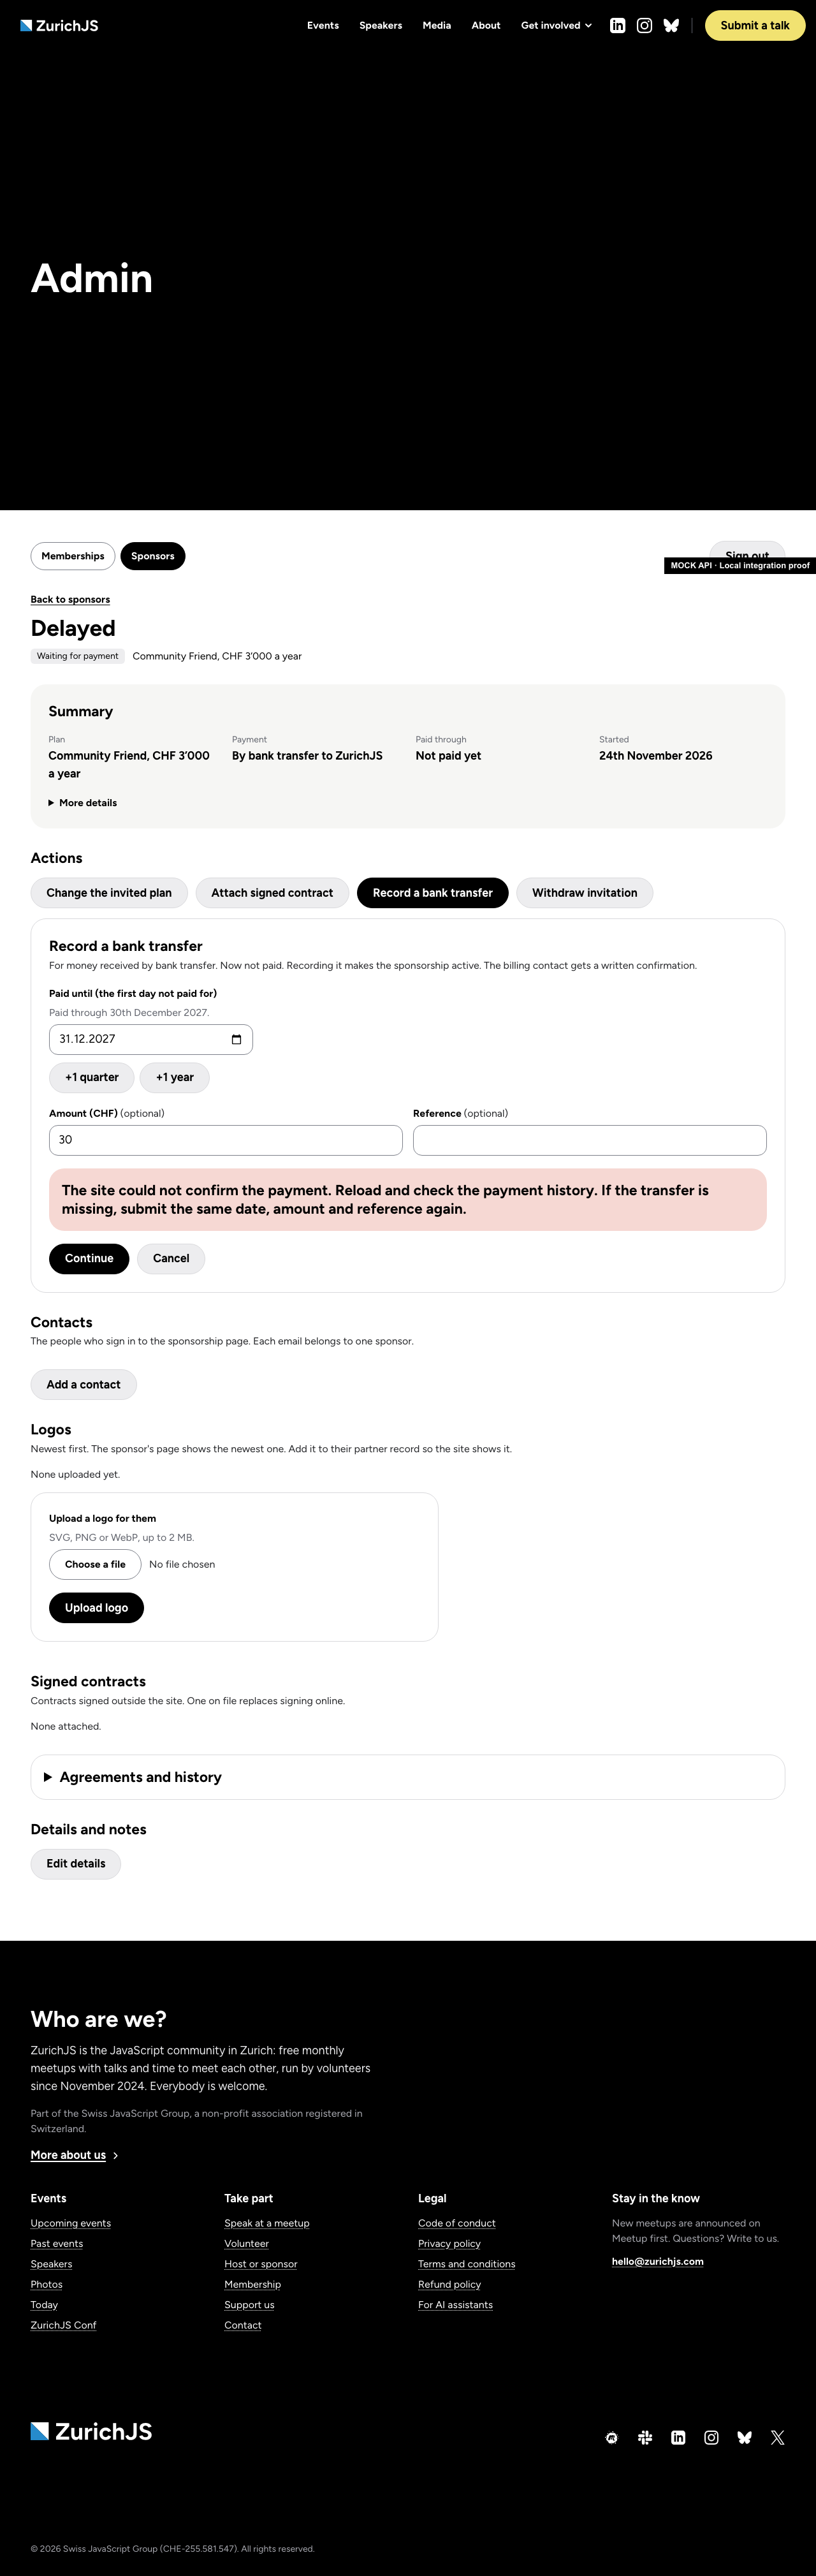 ZurichJS
Events
Speakers
Media
About
Get involved
Submit a talk
Admin
Memberships
Sponsors
Sign out
MOCK API · Local integration proof
Back to sponsors
Delayed
Waiting for payment
Community Friend, CHF 3’000 a year
Summary
Plan
Community Friend, CHF 3’000
a year
Payment
By bank transfer to ZurichJS
Paid through
Not paid yet
Started
24th November 2026
More details
Actions
Change the invited plan
Attach signed contract
Record a bank transfer
Withdraw invitation
Record a bank transfer
For money received by bank transfer. Now not paid. Recording it makes the sponsorship active. The billing contact gets a written confirmation.
Paid until (the first day not paid for)
Paid through 30th December 2027.
31.12.2027
+1 quarter
+1 year
Amount (CHF) (optional)
30
Reference (optional)
The site could not confirm the payment. Reload and check the payment history. If the transfer is
missing, submit the same date, amount and reference again.
Continue
Cancel
Contacts
The people who sign in to the sponsorship page. Each email belongs to one sponsor.
Add a contact
Logos
Newest first. The sponsor's page shows the newest one. Add it to their partner record so the site shows it.
None uploaded yet.
Upload a logo for them
SVG, PNG or WebP, up to 2 MB.
Choose a file
No file chosen
Upload logo
Signed contracts
Contracts signed outside the site. One on file replaces signing online.
None attached.
Agreements and history
Details and notes
Edit details
Who are we?
ZurichJS is the JavaScript community in Zurich: free monthly
meetups with talks and time to meet each other, run by volunteers
since November 2024. Everybody is welcome.
Part of the Swiss JavaScript Group, a non-profit association registered in
Switzerland.
More about us
Events
Upcoming events
Past events
Speakers
Photos
Today
ZurichJS Conf
Take part
Speak at a meetup
Volunteer
Host or sponsor
Membership
Support us
Contact
Legal
Code of conduct
Privacy policy
Terms and conditions
Refund policy
For AI assistants
Stay in the know
New meetups are announced on
Meetup first. Questions? Write to us.
hello@zurichjs.com
ZurichJS
© 2026 Swiss JavaScript Group (CHE-255.581.547). All rights reserved.